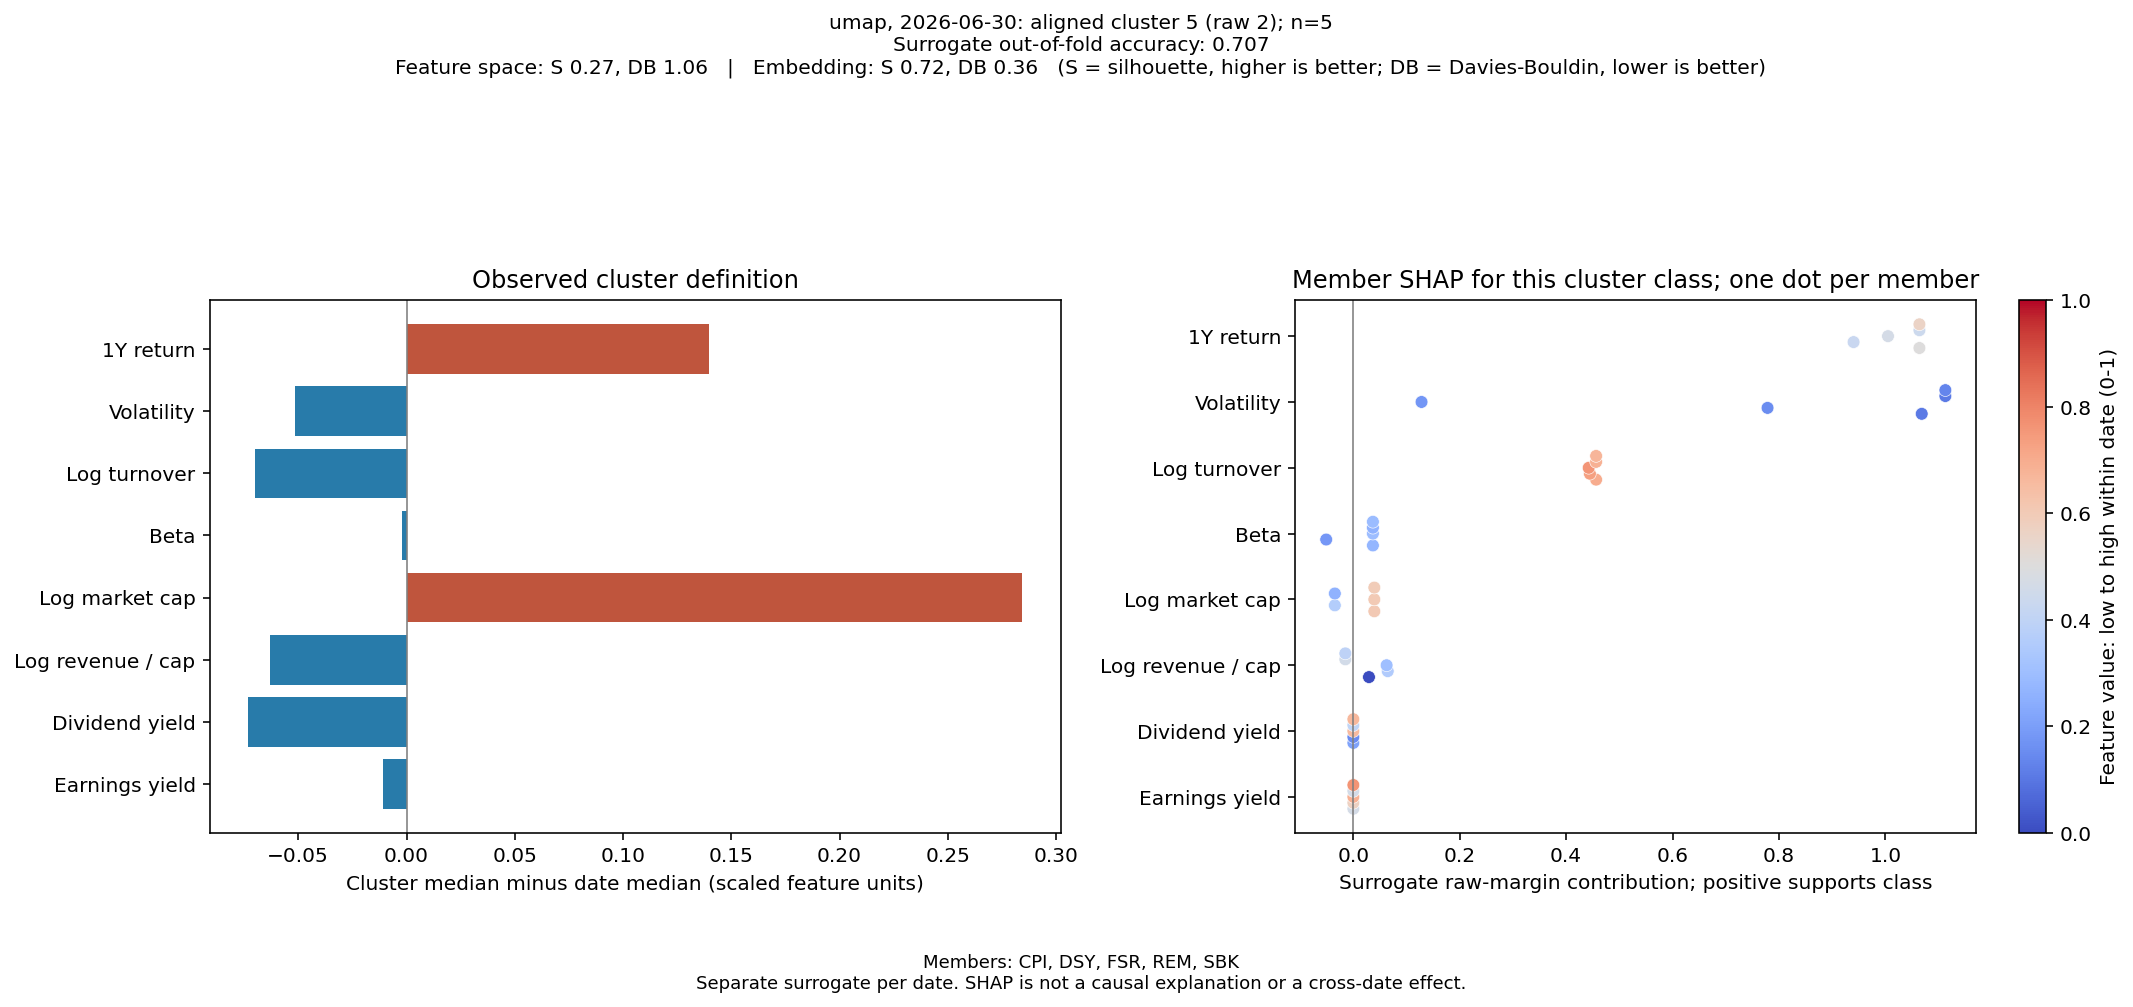 umap, 2026-06-30: aligned cluster 5 (raw 2); n=5
Surrogate out-of-fold accuracy: 0.707
Feature space: S 0.27, DB 1.06   |   Embedding: S 0.72, DB 0.36   (S = silhouette, higher is better; DB = Davies-Bouldin, lower is better)
Observed cluster definition
1Y return
Volatility
Log turnover
Beta
Log market cap
Log revenue / cap
Dividend yield
Earnings yield
−0.05 0.00 0.05 0.10 0.15 0.20 0.25 0.30
Cluster median minus date median (scaled feature units)
Member SHAP for this cluster class; one dot per member
1Y return
Volatility
Log turnover
Beta
Log market cap
Log revenue / cap
Dividend yield
Earnings yield
0.0 0.2 0.4 0.6 0.8 1.0
Surrogate raw-margin contribution; positive supports class
1.0
0.8
0.6
0.4
0.2
0.0
Feature value: low to high within date (0-1)
Members: CPI, DSY, FSR, REM, SBK
Separate surrogate per date. SHAP is not a causal explanation or a cross-date effect.